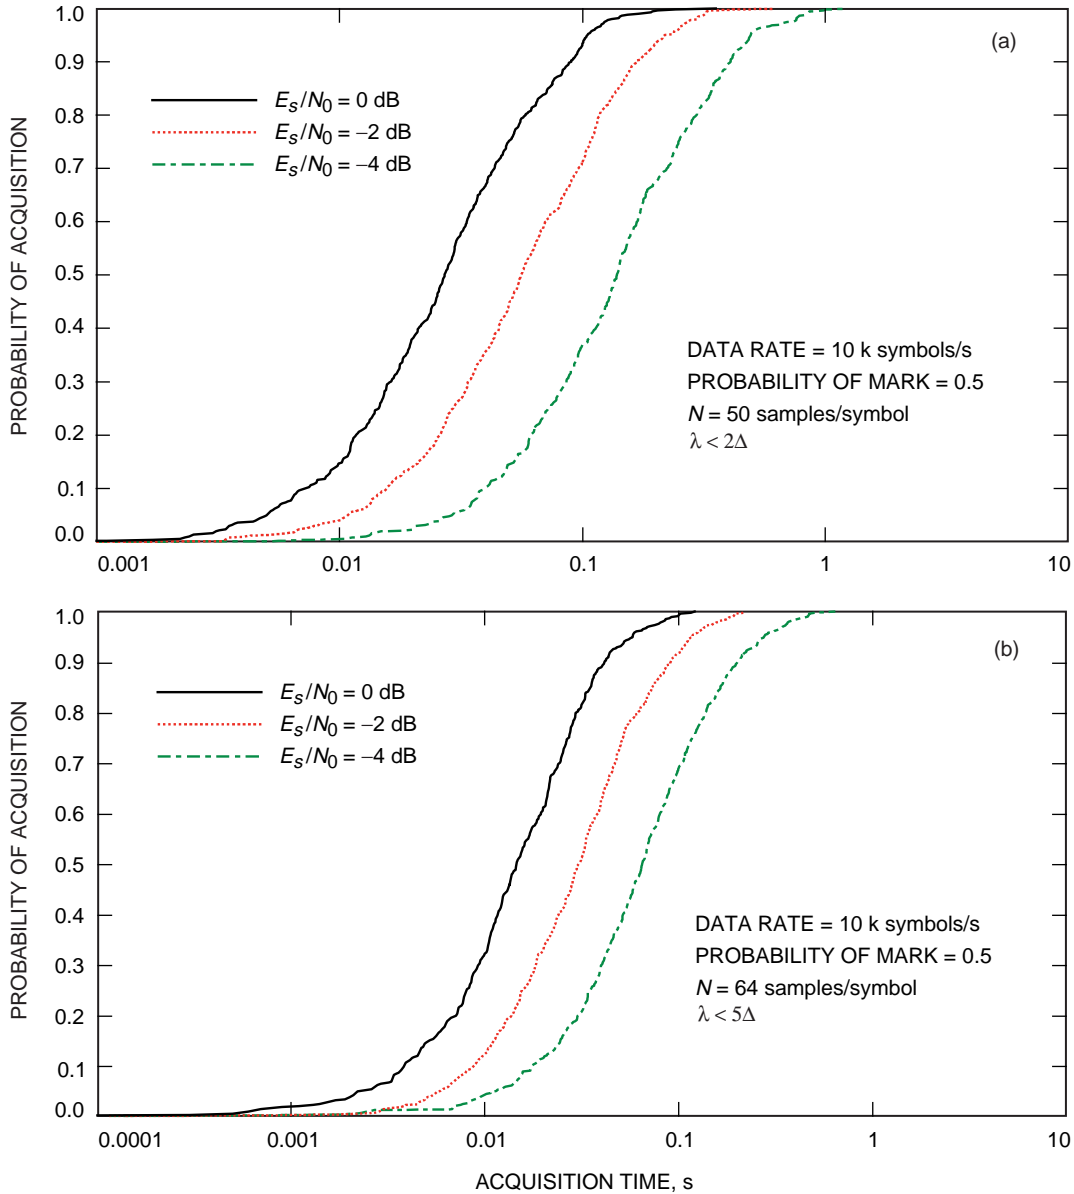 1.0
(a)
0.9
E_s/N_0 = 0 dB
0.8
E_s/N_0 = –2 dB
0.7
E_s/N_0 = –4 dB
0.6
0.5
0.4
DATA RATE = 10 k symbols/s
0.3
PROBABILITY OF MARK = 0.5
N = 50 samples/symbol
0.2
λ < 2Δ
0.1
0.0
PROBABILITY OF ACQUISITION
0.001 0.01 0.1 1 10
1.0
(b)
0.9
E_s/N_0 = 0 dB
0.8
E_s/N_0 = –2 dB
0.7
E_s/N_0 = –4 dB
0.6
0.5
0.4
DATA RATE = 10 k symbols/s
PROBABILITY OF MARK = 0.5
0.3
N = 64 samples/symbol
0.2
λ < 5Δ
0.1
0.0
PROBABILITY OF ACQUISITION
0.0001 0.001 0.01 0.1 1 10
ACQUISITION TIME, s